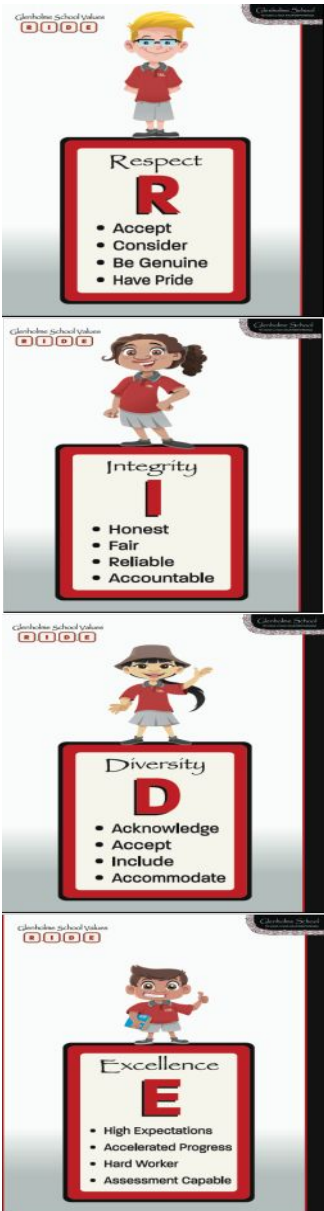 Glenholme School Values
R I D E
Glenholme School
Respect
R
• Accept
• Consider
• Be Genuine
• Have Pride
Glenholme School Values
R I D E
Glenholme School
Integrity
I
• Honest
• Fair
• Reliable
• Accountable
Glenholme School Values
R I D E
Glenholme School
Diversity
D
• Acknowledge
• Accept
• Include
• Accommodate
Glenholme School Values
R I D E
Glenholme School
Excellence
E
• High Expectations
• Accelerated Progress
• Hard Worker
• Assessment Capable